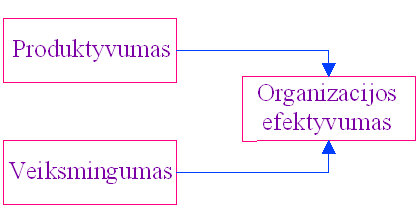 Produktyvumas
Organizacijos
efektyvumas
Veiksmingumas